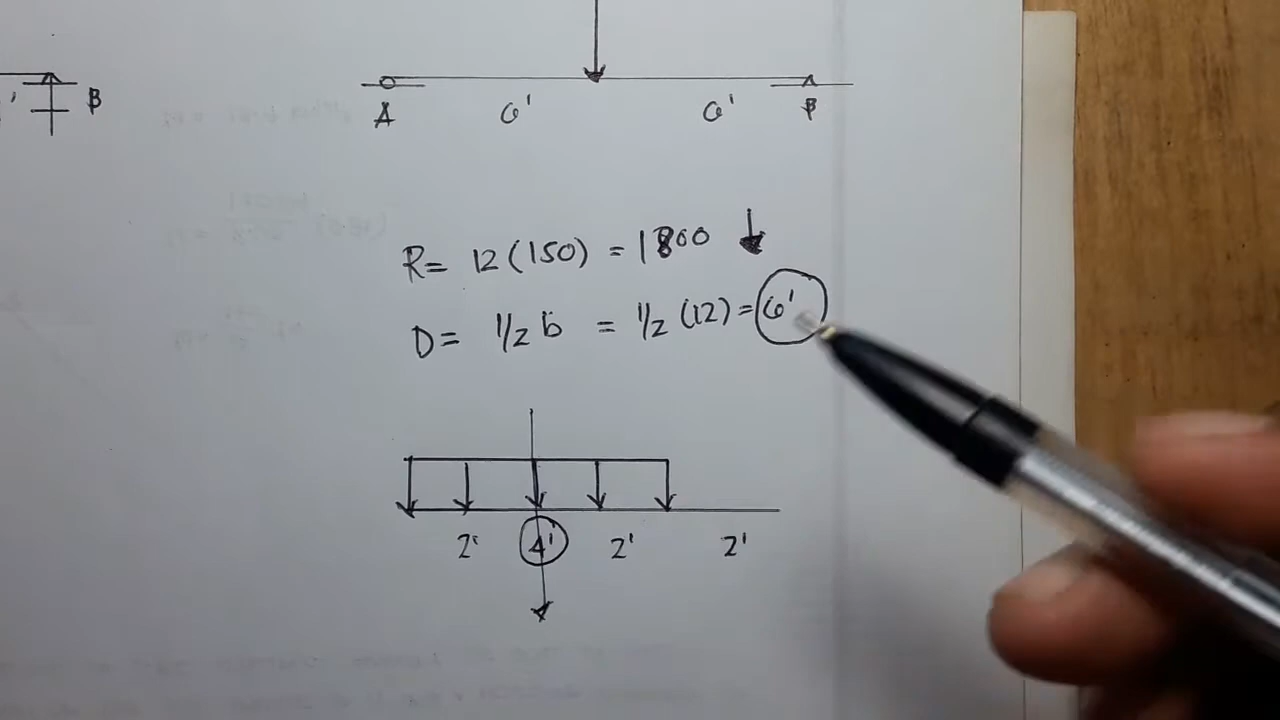 ' B
A 6' 6' B
R= 12(150) = 1800
D= 1/2 b = 1/2 (12)= 6'
2' 4' 2' 2'